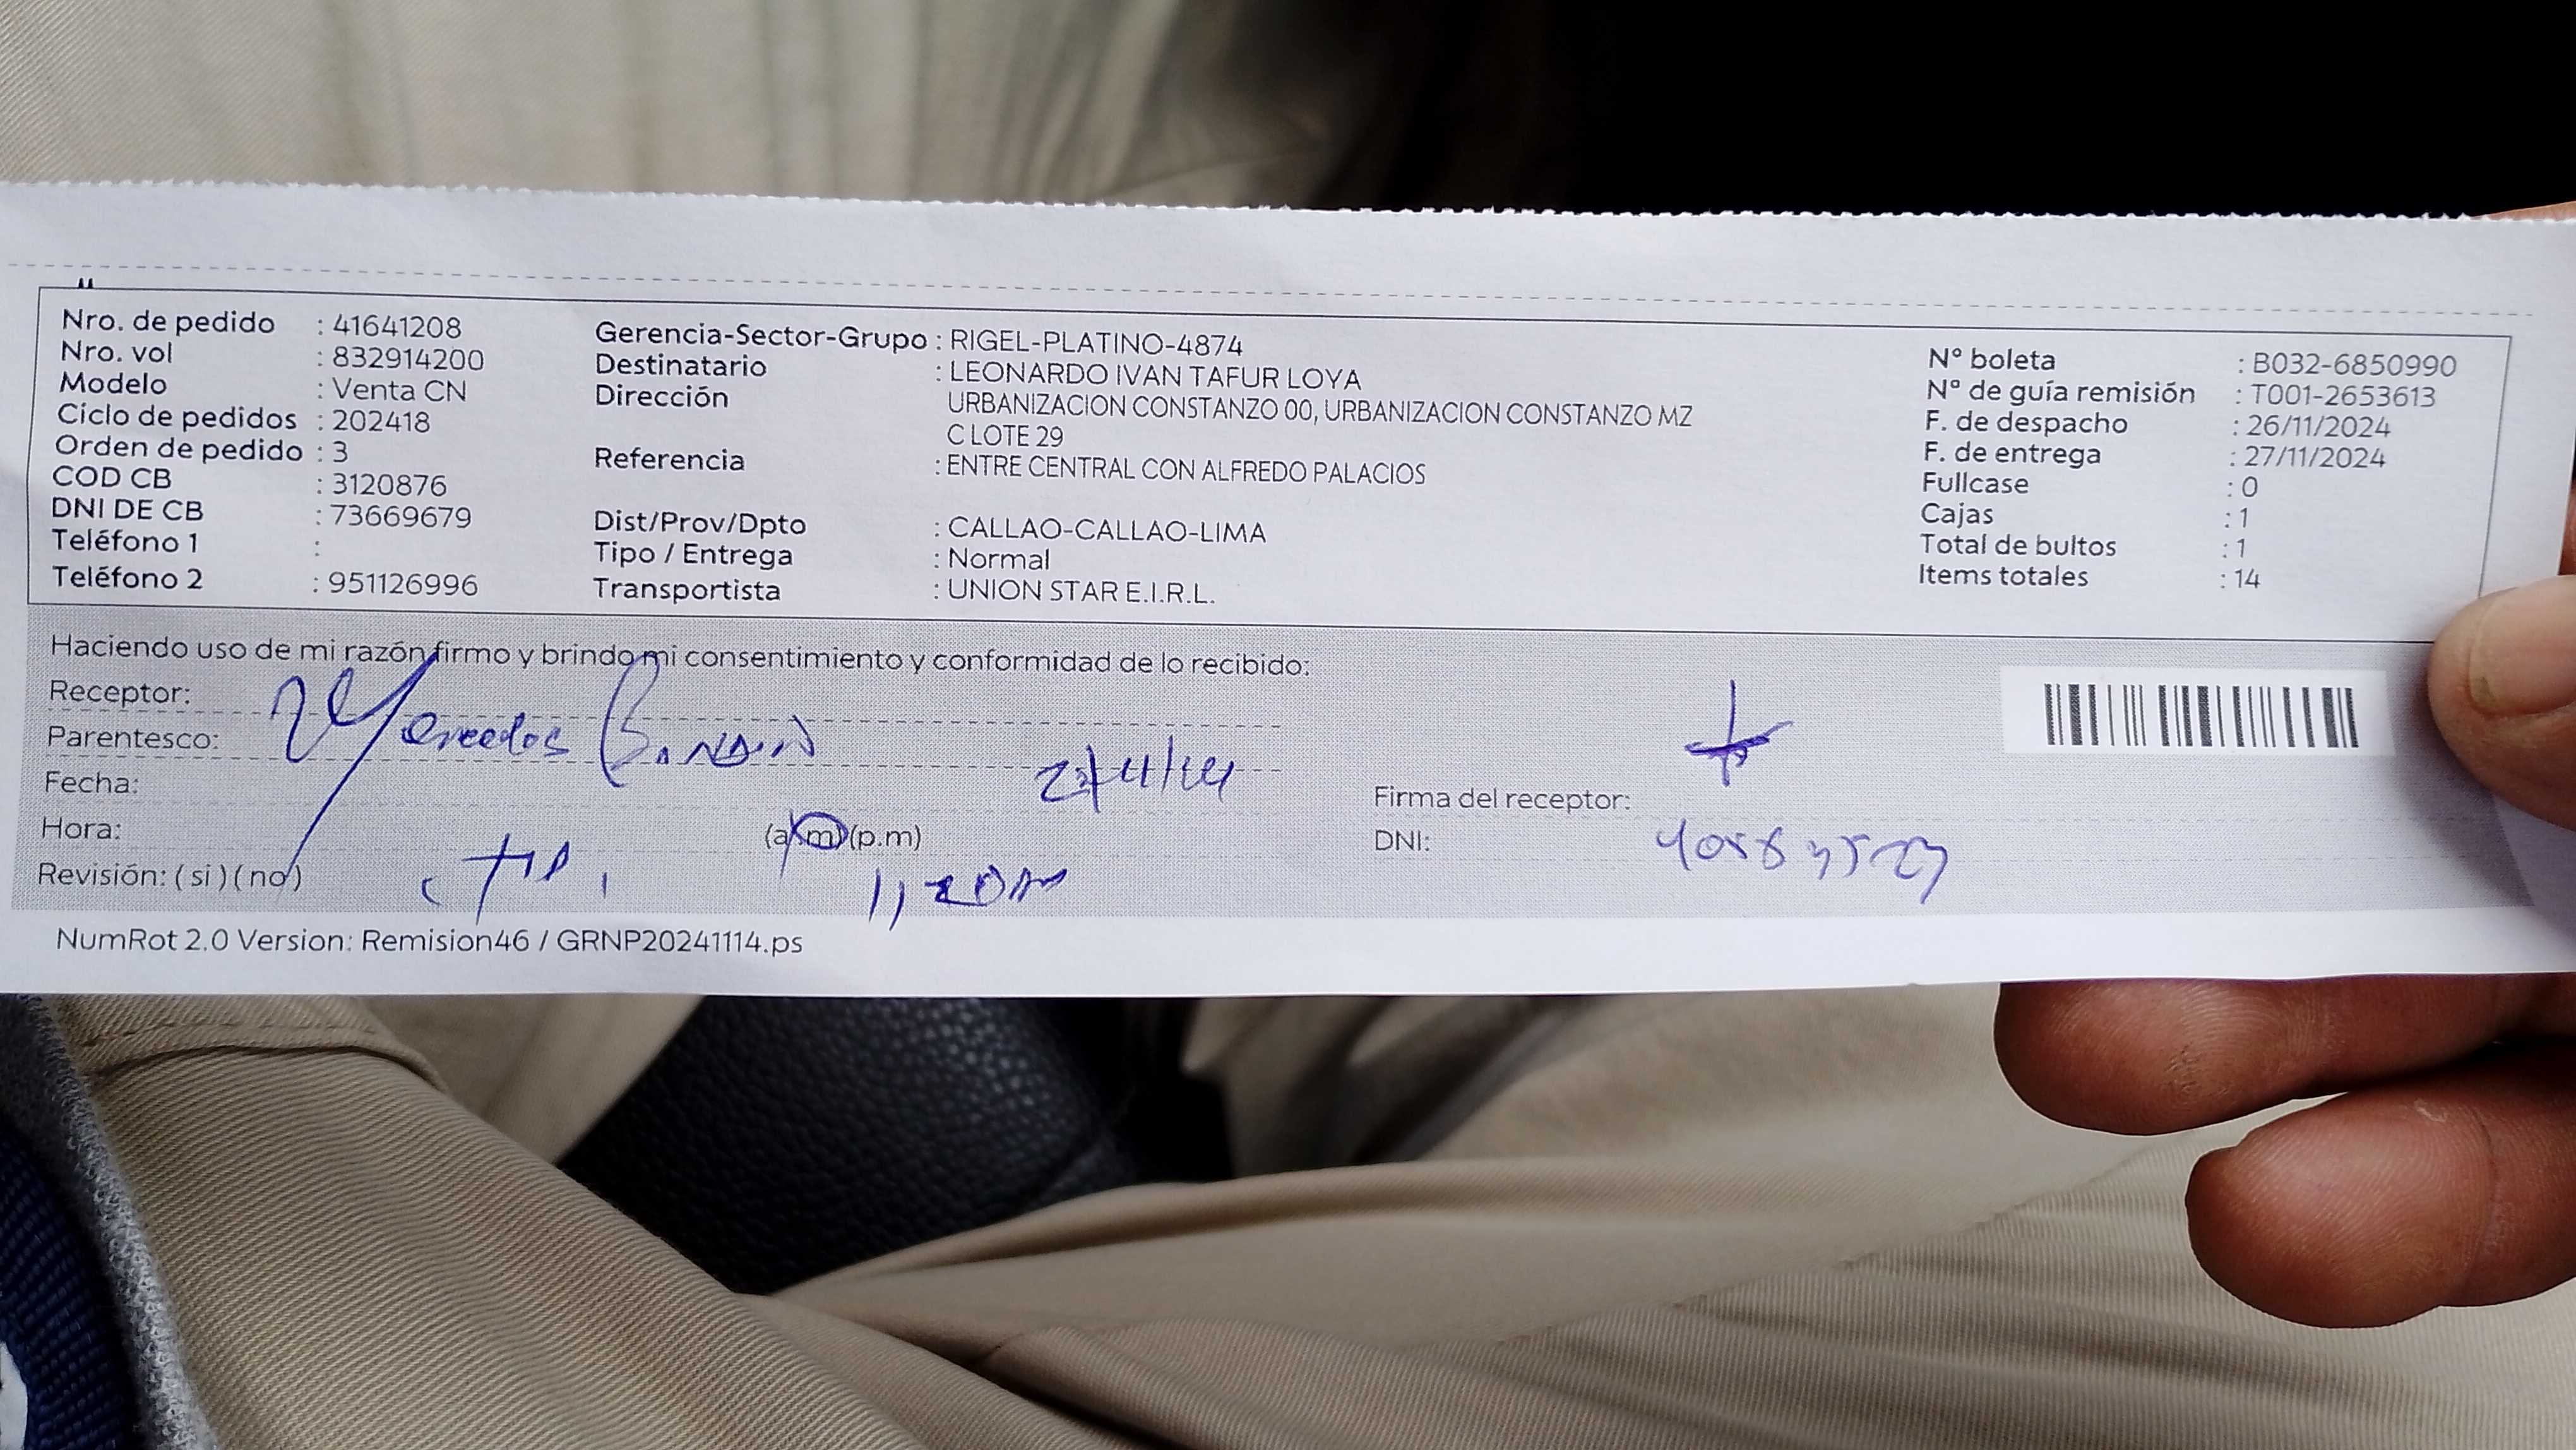 Nro. de pedido : 41641208
Nro. vol : 832914200
Modelo : Venta CN
Ciclo de pedidos : 202418
Orden de pedido : 3
COD CB : 3120876
DNI DE CB : 73669679
Teléfono 1 :
Teléfono 2 : 951126996
Gerencia-Sector-Grupo : RIGEL-PLATINO-4874
Destinatario : LEONARDO IVAN TAFUR LOYA
Dirección URBANIZACION CONSTANZO 00, URBANIZACION CONSTANZO MZ
C LOTE 29
Referencia : ENTRE CENTRAL CON ALFREDO PALACIOS
Dist/Prov/Dpto : CALLAO-CALLAO-LIMA
Tipo / Entrega : Normal
Transportista : UNION STAR E.I.R.L.
Nº boleta : B032-6850990
Nº de guía remisión : T001-2653613
F. de despacho : 26/11/2024
F. de entrega : 27/11/2024
Fullcase : 0
Cajas : 1
Total de bultos : 1
Items totales : 14
Haciendo uso de mi razón firmo y brindo mi consentimiento y conformidad de lo recibido:
Receptor:
Parentesco:
Fecha:
Hora: (a.m) (p.m)
Revisión: ( si ) ( no )
Firma del receptor:
DNI:
NumRot 2.0 Version: Remision46 / GRNP20241114.ps